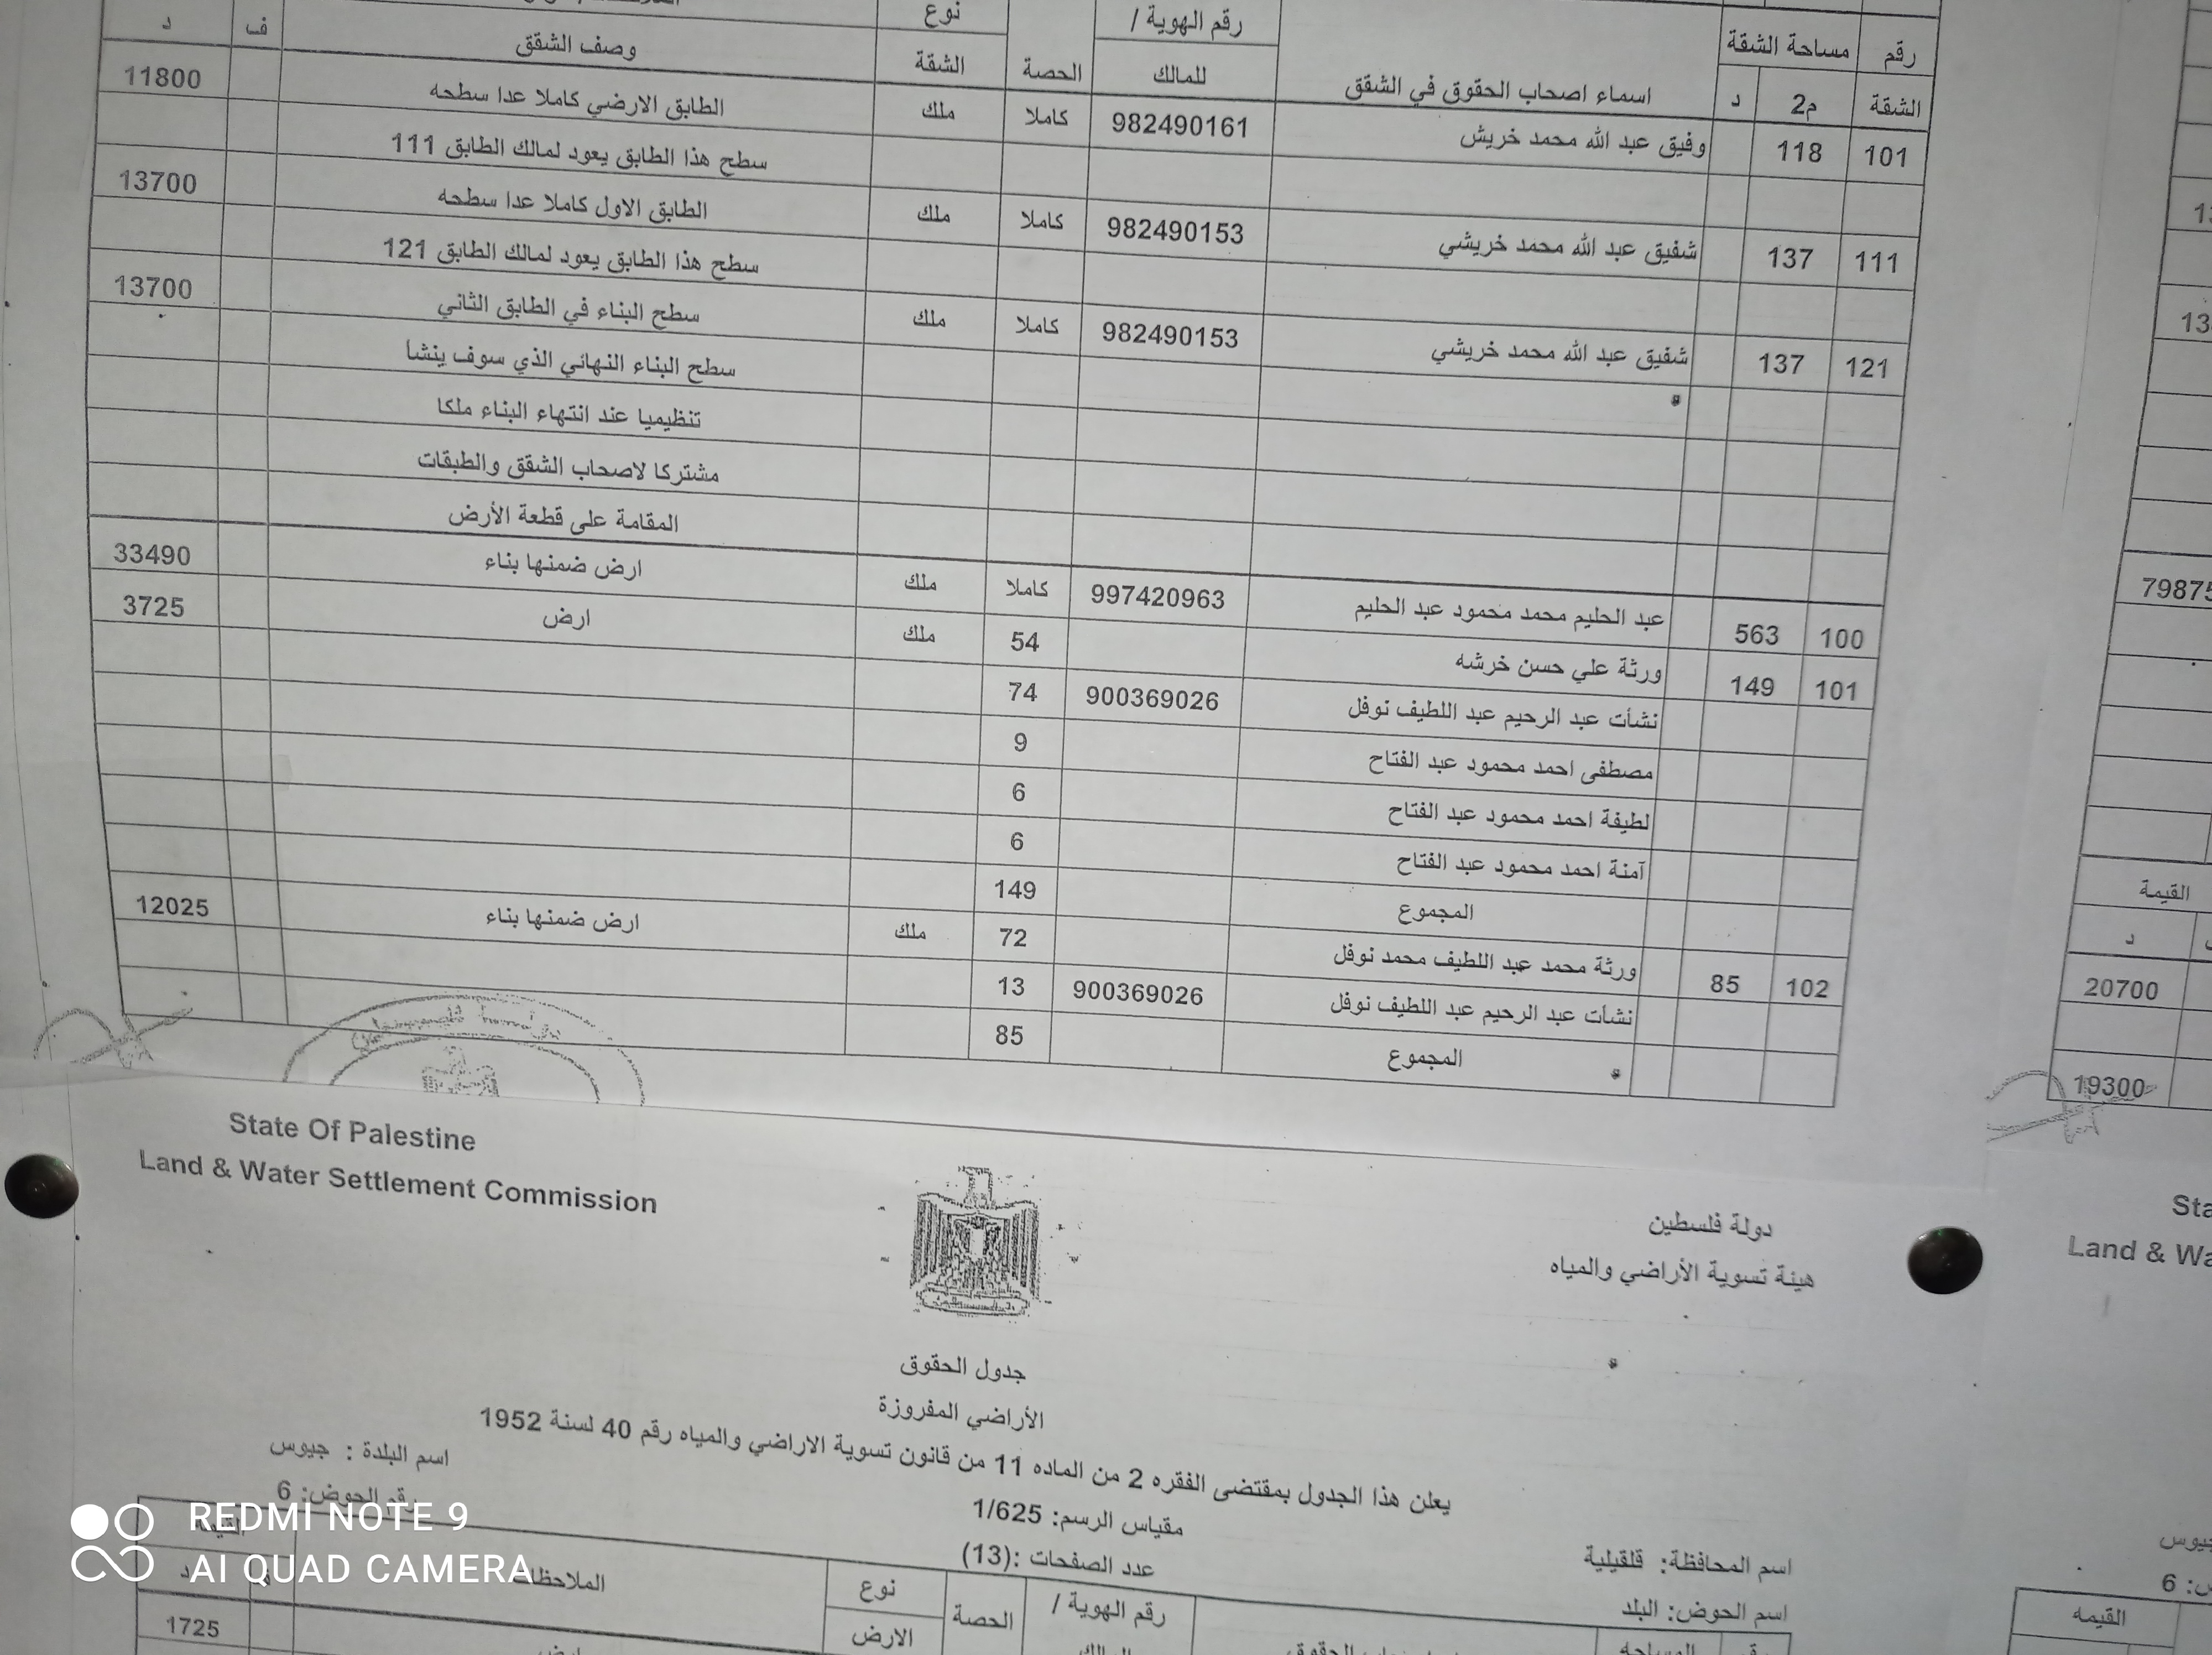 رقم
مساحة الشقة
اسماء اصحاب الحقوق في الشقق
رقم الهوية /
الحصة
نوع
وصف الشقق
ف
د
الشقة
م2
د
للمالك
الشقة
101 118 وفيق عبد الله محمد خريش 982490161 كاملا ملك الطابق الارضي كاملا عدا سطحه 11800
سطح هذا الطابق يعود لمالك الطابق 111
111 137 شفيق عبد الله محمد خريشي 982490153 كاملا ملك الطابق الاول كاملا عدا سطحه 13700
سطح هذا الطابق يعود لمالك الطابق 121
121 137 شفيق عبد الله محمد خريشي 982490153 كاملا ملك سطح البناء في الطابق الثاني 13700
سطح البناء النهائي الذي سوف ينشأ
تنظيميا عند انتهاء البناء ملكا
مشتركا لاصحاب الشقق والطبقات
المقامة على قطعة الأرض
100 563 عبد الحليم محمد محمود عبد الحليم 997420963 كاملا ملك ارض ضمنها بناء 33490
101 149 ورثة علي حسن خرشه 54 ملك ارض 3725
نشأت عبد الرحيم عبد اللطيف نوفل 900369026 74
مصطفى احمد محمود عبد الفتاح 9
لطيفة احمد محمود عبد الفتاح 6
آمنة احمد محمود عبد الفتاح 6
المجموع 149
102 85 ورثة محمد عبد اللطيف محمد نوفل 72 ملك ارض ضمنها بناء 12025
نشأت عبد الرحيم عبد اللطيف نوفل 900369026 13
المجموع 85
79875
القيمة
د
20700
19300
State Of Palestine
Land & Water Settlement Commission
دولة فلسطين
هيئة تسوية الأراضي والمياه
Land &
جدول الحقوق
الأراضي المفروزة
يعلن هذا الجدول بمقتضى الفقره 2 من الماده 11 من قانون تسوية الاراضي والمياه رقم 40 لسنة 1952
اسم المحافظة: قلقيلية
مقياس الرسم: 1/625
اسم البلدة : جيوس
اسم الحوض: البلد
عدد الصفحات :(13)
رقم الحوض: 6
رقم الهوية /
الحصة
نوع
الارض
الملاحظات
القيمة
د
1725
جيوس
6
القيمه
REDMI NOTE 9
AI QUAD CAMERA